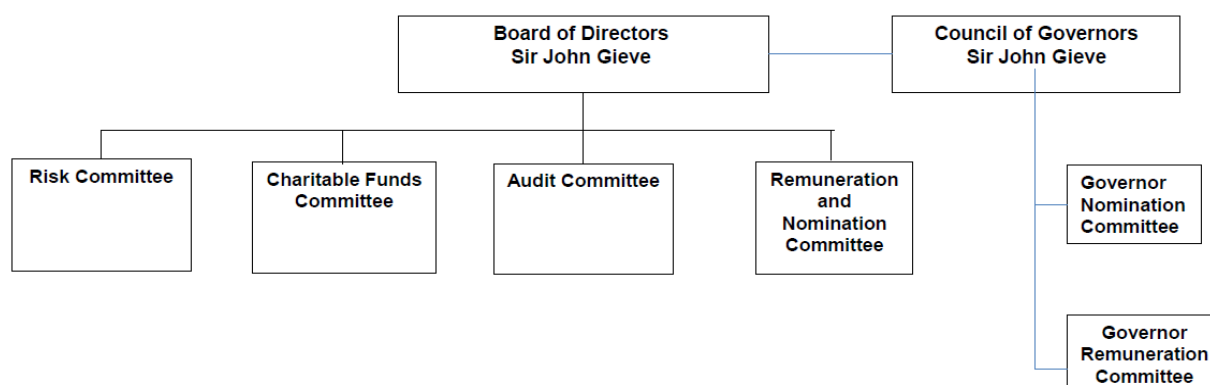 Board of Directors
Sir John Gieve
Council of Governors
Sir John Gieve
Risk Committee
Charitable Funds
Committee
Audit Committee
Remuneration
and
Nomination
Committee
Governor
Nomination
Committee
Governor
Remuneration
Committee